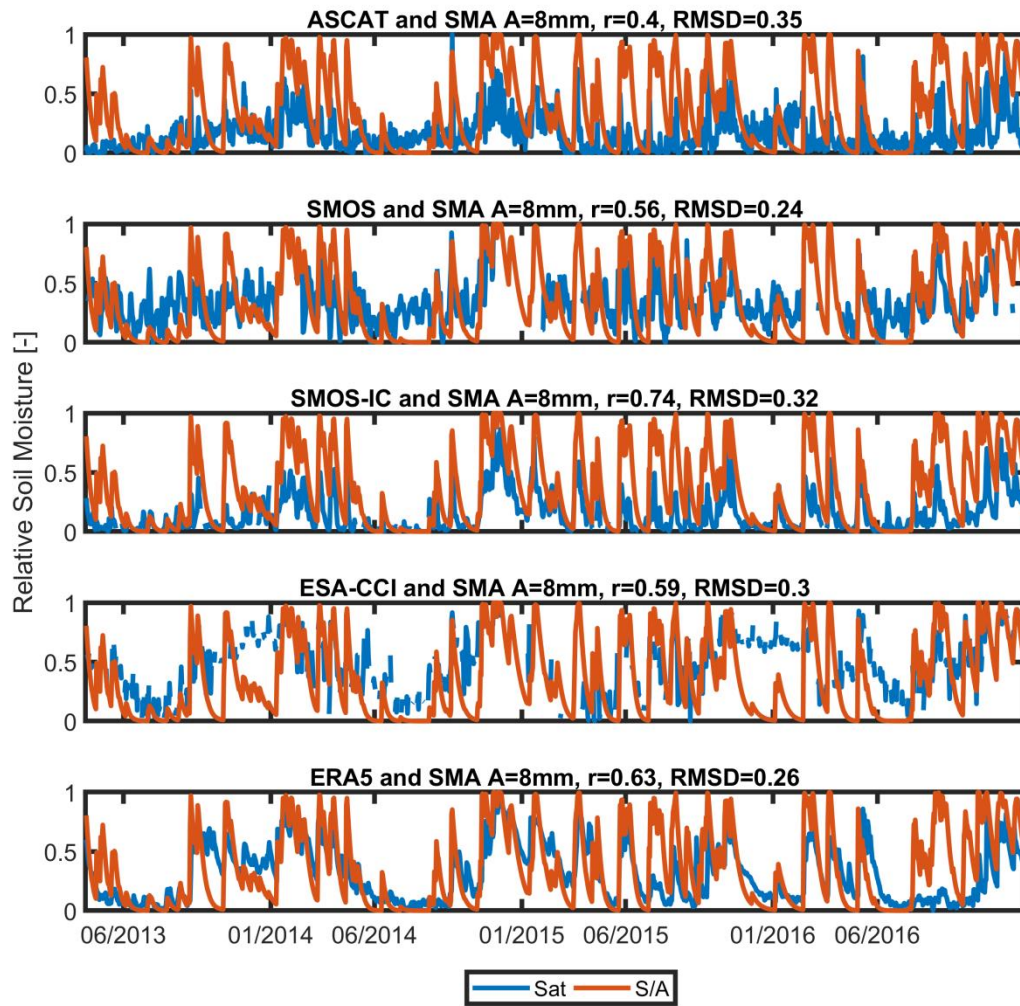 ASCAT and SMA A=8mm, r=0.4, RMSD=0.35
1
0.5
0
SMOS and SMA A=8mm, r=0.56, RMSD=0.24
1
0.5
0
SMOS-IC and SMA A=8mm, r=0.74, RMSD=0.32
1
0.5
0
Relative Soil Moisture [-]
ESA-CCI and SMA A=8mm, r=0.59, RMSD=0.3
1
0.5
0
ERA5 and SMA A=8mm, r=0.63, RMSD=0.26
1
0.5
0
06/2013 01/2014 06/2014 01/2015 06/2015 01/2016 06/2016
Sat S/A